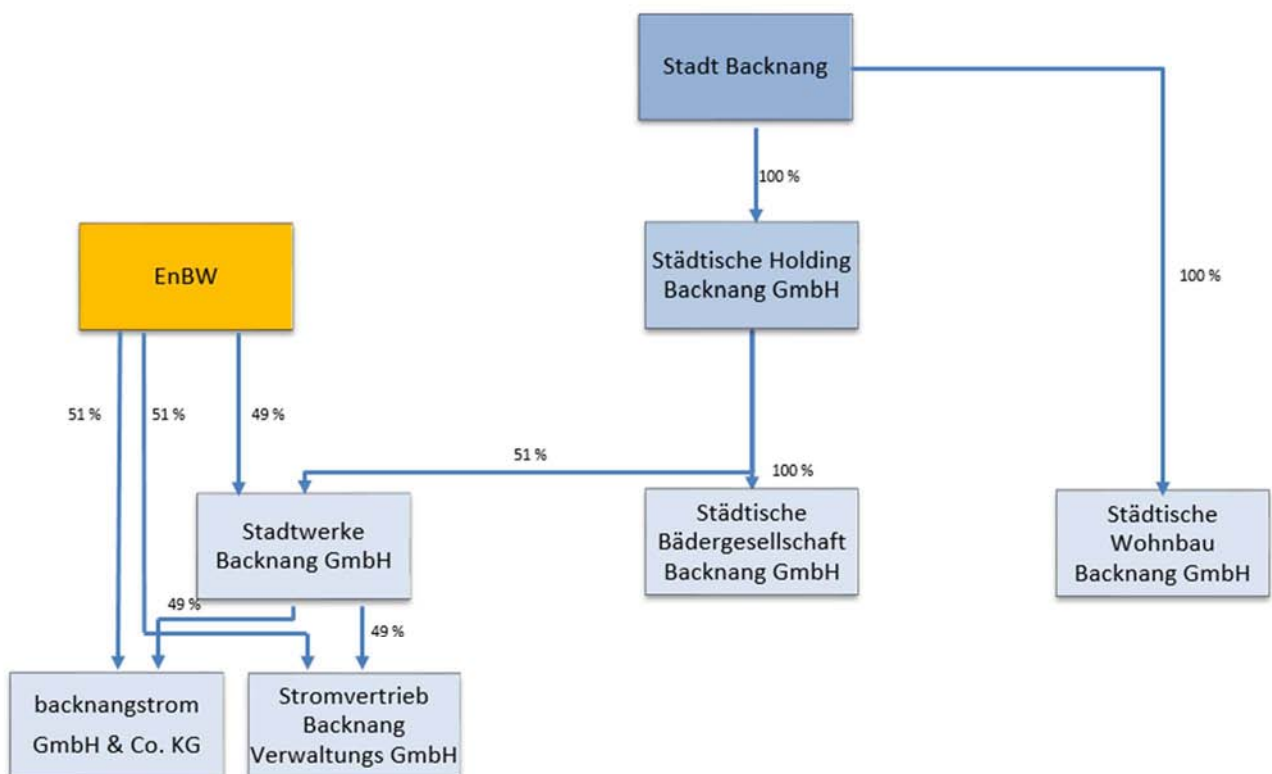 Stadt Backnang
100 %
Städtische Holding
Backnang GmbH
EnBW
100 %
51 %
51 %
49 %
51 %
100 %
Stadtwerke
Backnang GmbH
Städtische
Bädergesellschaft
Backnang GmbH
Städtische
Wohnbau
Backnang GmbH
49 %
49 %
backnangstrom
GmbH & Co. KG
Stromvertrieb
Backnang
Verwaltungs GmbH